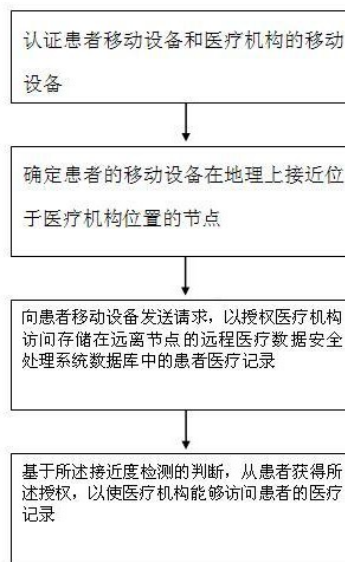 认证患者移动设备和医疗机构的移动
设备
确定患者的移动设备在地理上接近位
于医疗机构位置的节点
向患者移动设备发送请求，以授权医疗机构
访问存储在远离节点的远程医疗数据安全
处理系统数据库中的患者医疗记录
基于所述接近度检测的判断，从患者获得所
述授权，以使医疗机构能够访问患者的医疗
记录